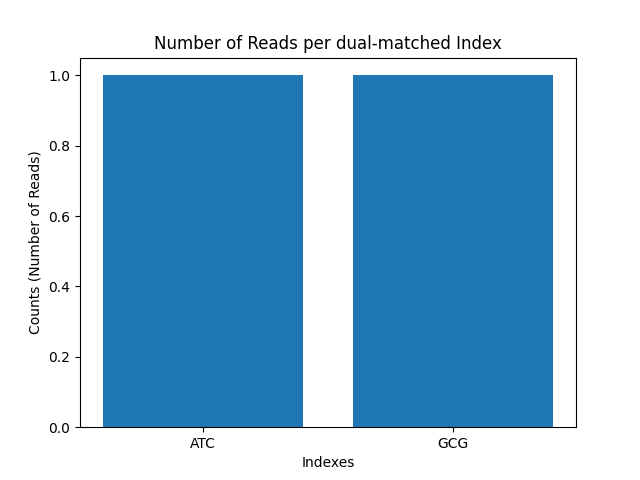 Number of Reads per dual-matched Index
Counts (Number of Reads)
1.0
0.8
0.6
0.4
0.2
0.0
ATC
GCG
Indexes